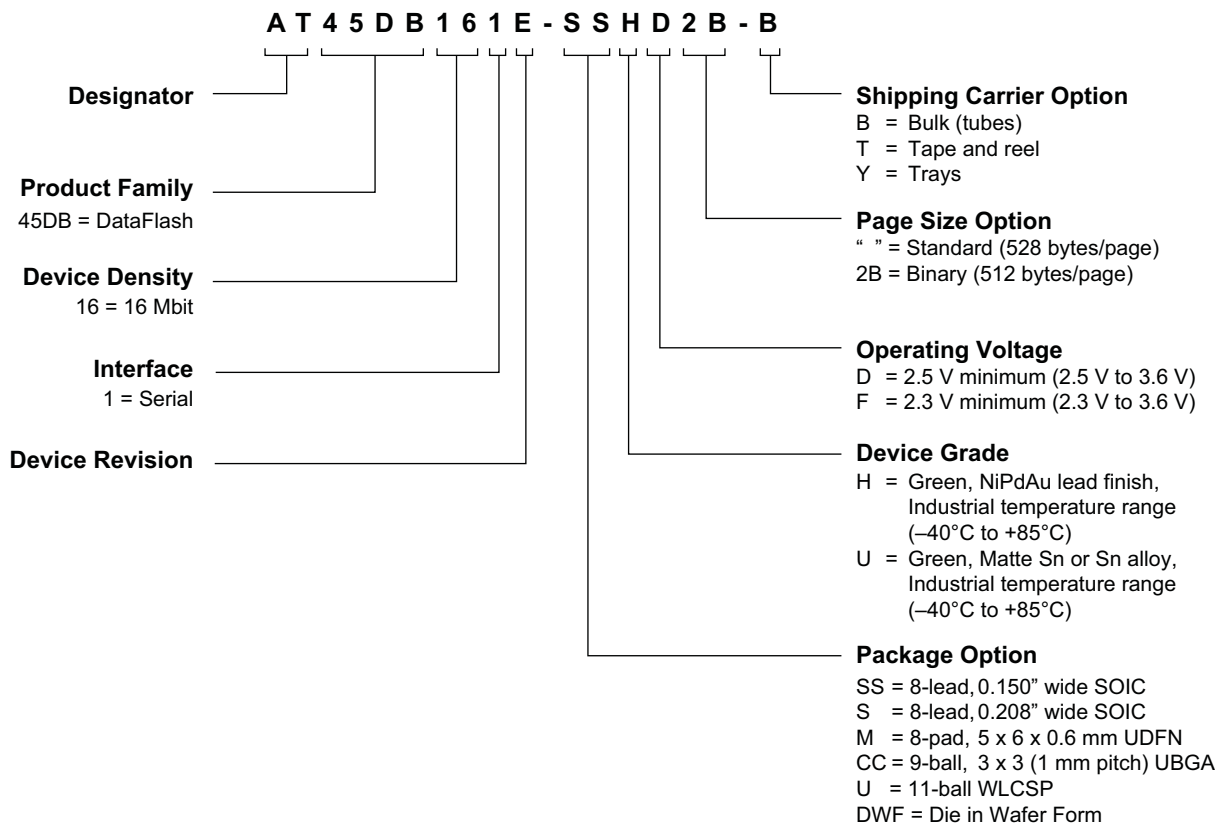 AT45DB161E-SSHD2B-B
Designator
Product Family
45DB = DataFlash
Device Density
16 = 16 Mbit
Interface
1 = Serial
Device Revision
Shipping Carrier Option
B = Bulk (tubes)
T = Tape and reel
Y = Trays
Page Size Option
“ ” = Standard (528 bytes/page)
2B = Binary (512 bytes/page)
Operating Voltage
D = 2.5 V minimum (2.5 V to 3.6 V)
F = 2.3 V minimum (2.3 V to 3.6 V)
Device Grade
H = Green, NiPdAu lead finish,
Industrial temperature range
(–40°C to +85°C)
U = Green, Matte Sn or Sn alloy,
Industrial temperature range
(–40°C to +85°C)
Package Option
SS = 8-lead, 0.150” wide SOIC
S = 8-lead, 0.208” wide SOIC
M = 8-pad, 5 x 6 x 0.6 mm UDFN
CC = 9-ball, 3 x 3 (1 mm pitch) UBGA
U = 11-ball WLCSP
DWF = Die in Wafer Form